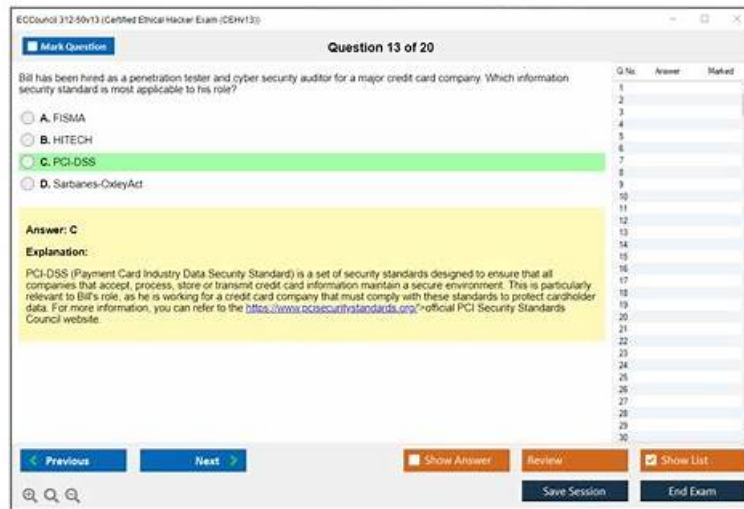 ECCouncil 312-50v13 (Certified Ethical Hacker Exam (CEHv13))
Mark Question
Question 13 of 20
Bill has been hired as a penetration tester and cyber security auditor for a major credit card company. Which information
security standard is most applicable to his role?
A. FISMA
B. HITECH
C. PCI-DSS
D. Sarbanes-OxleyAct
Answer: C
Explanation:
PCI-DSS (Payment Card Industry Data Security Standard) is a set of security standards designed to ensure that all
companies that accept, process, store or transmit credit card information maintain a secure environment. This is particularly
relevant to Bill's role, as he is working for a credit card company that must comply with these standards to protect cardholder
data. For more information, you can refer to the https://www.pcisecuritystandards.org/">official PCI Security Standards
Council website.
Q No. Answer Marked
1
2
3
4
5
6
7
8
9
10
11
12
13
14
15
16
17
18
19
20
21
22
23
24
25
26
27
28
29
30
Previous
Next
Show Answer
Review
Show List
Save Session
End Exam